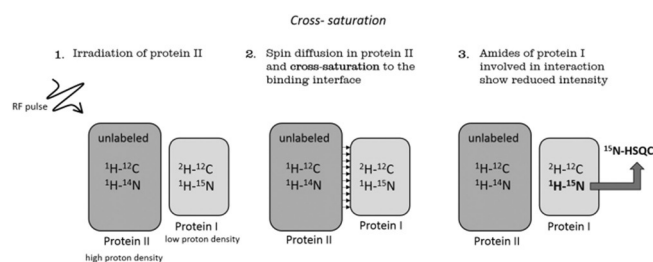 Cross- saturation
1. Irradiation of protein II
RF pulse
unlabeled
¹H-¹²C
¹H-¹⁴N
²H-¹²C
¹H-¹⁵N
Protein I
low proton density
Protein II
high proton density
2. Spin diffusion in protein II
and cross-saturation to the
binding interface
unlabeled
¹H-¹²C
¹H-¹⁴N
²H-¹²C
¹H-¹⁵N
Protein I
Protein II
3. Amides of protein I
involved in interaction
show reduced intensity
unlabeled
¹H-¹²C
¹H-¹⁴N
²H-¹²C
¹H-¹⁵N
¹⁵N-HSQC
Protein I
Protein II